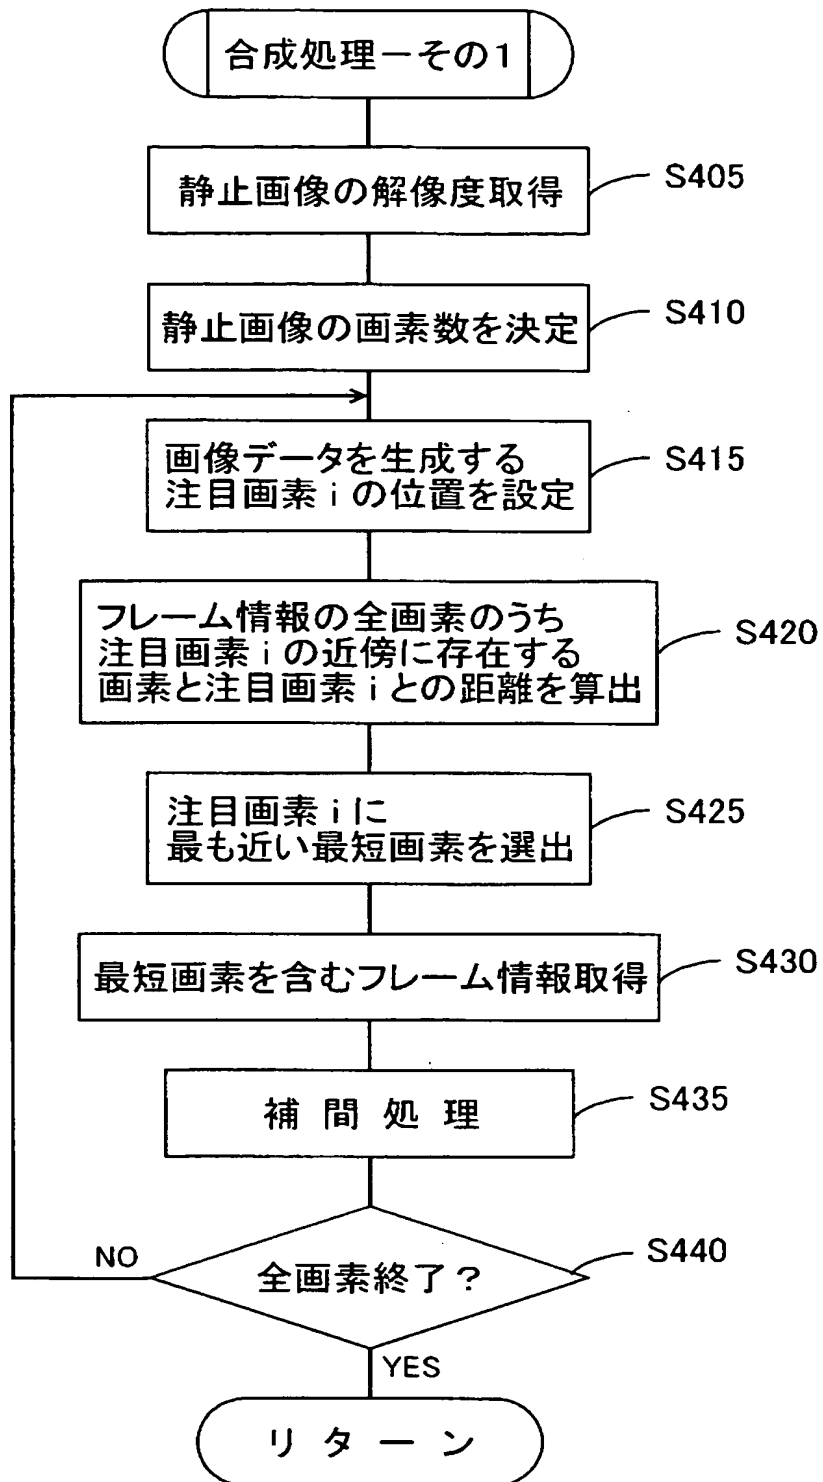 合成処理－その1
静止画像の解像度取得
S405
静止画像の画素数を決定
S410
画像データを生成する
注目画素iの位置を設定
S415
フレーム情報の全画素のうち
注目画素iの近傍に存在する
画素と注目画素iとの距離を算出
S420
注目画素iに
最も近い最短画素を選出
S425
最短画素を含むフレーム情報取得
S430
補間処理
S435
全画素終了？
S440
NO
YES
リターン